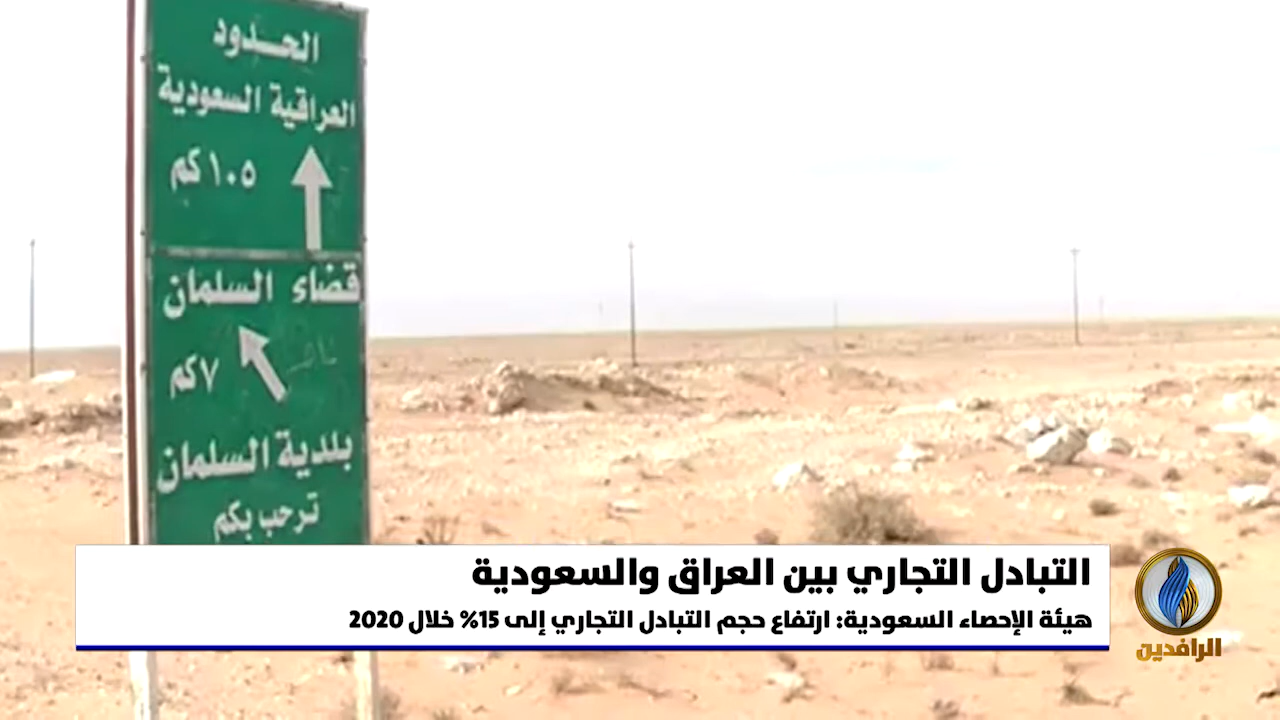 الحـدود
العراقية السعودية
١٠٥ كم
قضاء السلمان
٧ كم
بلدية السلمان
ترحب بكم
التبادل التجاري بين العراق والسعودية
هيئة الإحصاء السعودية: ارتفاع حجم التبادل التجاري إلى 15% خلال 2020
الرافدين